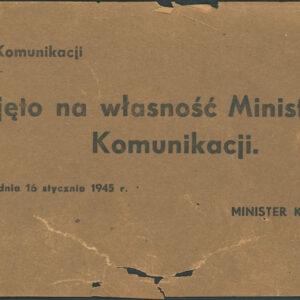 Komunikacji
jęto na własność Minist
Komunikacji.
dnia 16 stycznia 1945 r.
MINISTER K